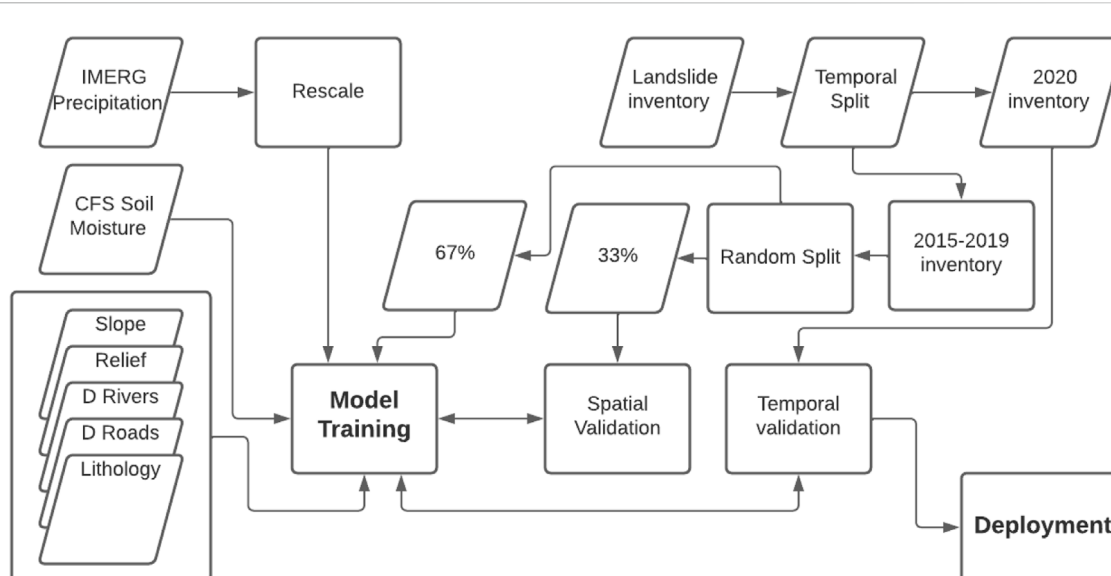 IMERG
Precipitation
Rescale
Landslide
inventory
Temporal
Split
2020
inventory
CFS Soil
Moisture
67%
33%
Random Split
2015-2019
inventory
Slope
Relief
D Rivers
D Roads
Lithology
Model
Training
Spatial
Validation
Temporal
validation
Deployment